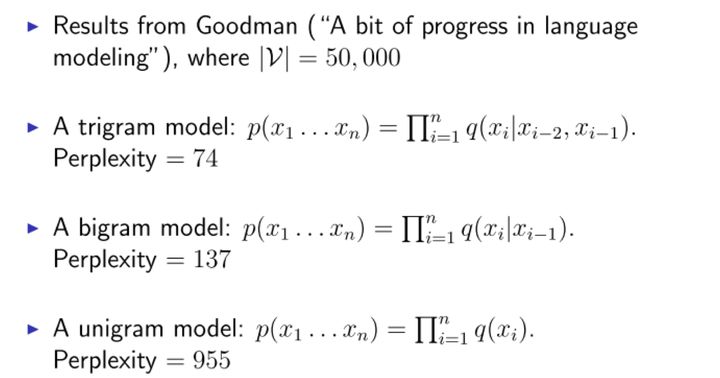 ▶ Results from Goodman (“A bit of progress in language
modeling”), where |𝒱| = 50, 000
▶ A trigram model: p(x₁ . . . xₙ) = ∏ⁿᵢ₌₁ q(xᵢ|xᵢ₋₂, xᵢ₋₁).
Perplexity = 74
▶ A bigram model: p(x₁ . . . xₙ) = ∏ⁿᵢ₌₁ q(xᵢ|xᵢ₋₁).
Perplexity = 137
▶ A unigram model: p(x₁ . . . xₙ) = ∏ⁿᵢ₌₁ q(xᵢ).
Perplexity = 955